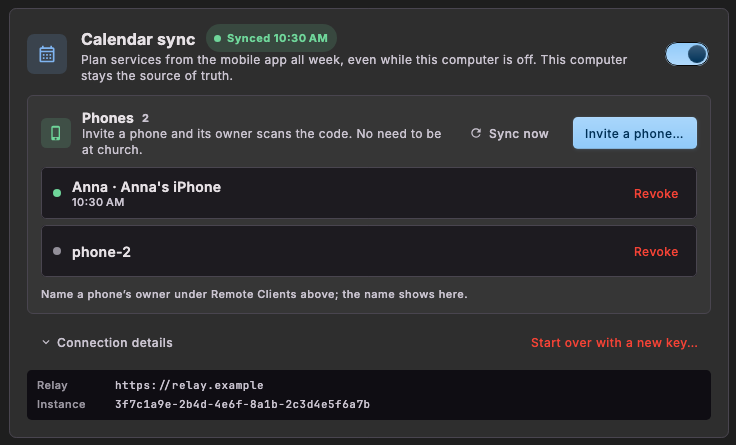 Calendar sync
Synced 10:30 AM
Plan services from the mobile app all week, even while this computer is off. This computer
stays the source of truth.
Phones 2
Invite a phone and its owner scans the code. No need to be
at church.
Sync now
Invite a phone...
Anna · Anna's iPhone
10:30 AM
Revoke
phone-2
Revoke
Name a phone’s owner under Remote Clients above; the name shows here.
Connection details
Start over with a new key...
Relay https://relay.example
Instance 3f7c1a9e-2b4d-4e6f-8a1b-2c3d4e5f6a7b